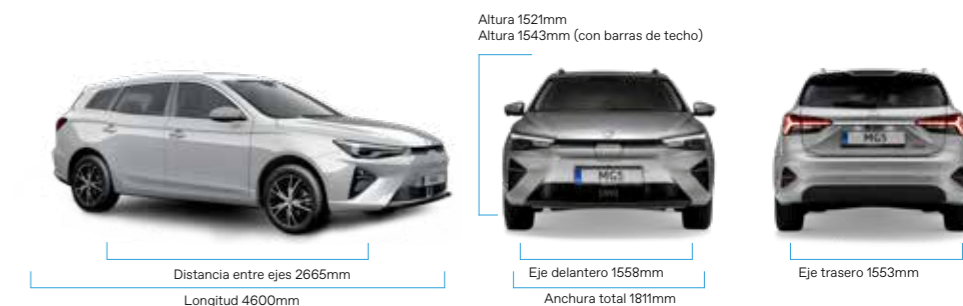 Altura 1521mm
Altura 1543mm (con barras de techo)
MG5
MG5
Distancia entre ejes 2665mm
Eje delantero 1558mm
Eje trasero 1553mm
Longitud 4600mm
Anchura total 1811mm